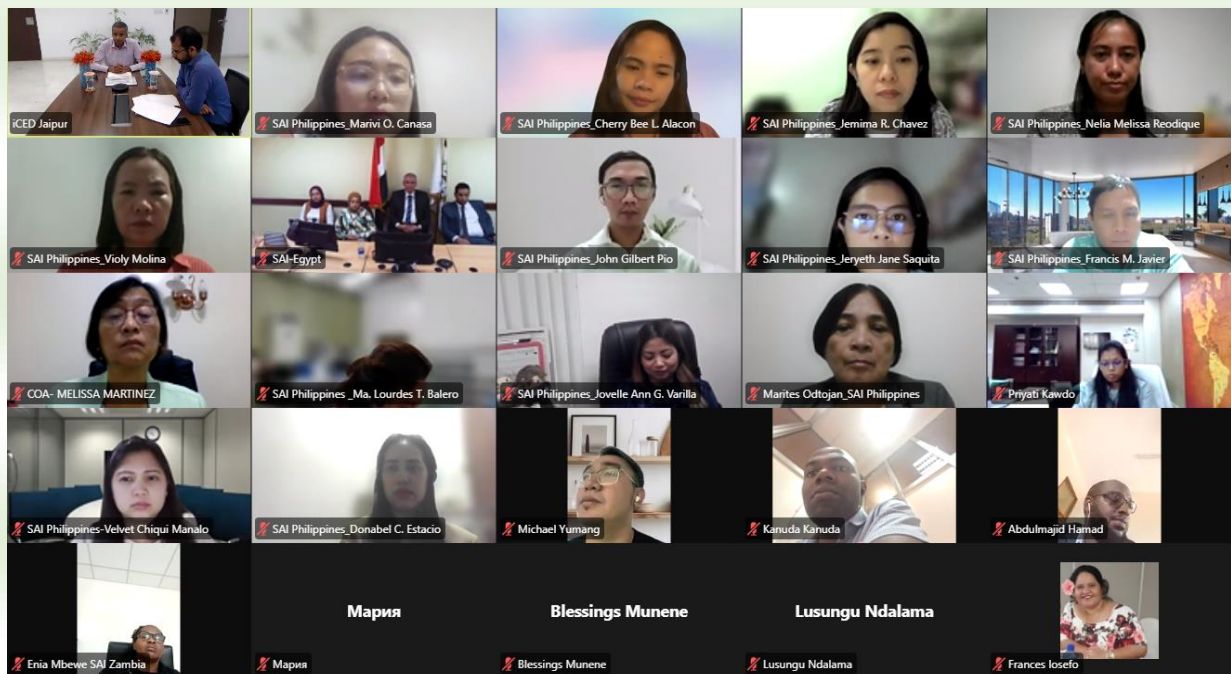 iCED Jaipur
SAI Philippines_Marivi O. Canasa
SAI Philippines_Cherry Bee L. Alacon
SAI Philippines_Jemima R. Chavez
SAI Philippines_Nelia Melissa Reodique
SAI Philippines_Violy Molina
SAI-Egypt
SAI Philippines_John Gilbert Pio
SAI Philippines_Jeryeth Jane Saquita
SAI Philippines_Francis M. Javier
COA- MELISSA MARTINEZ
SAI Philippines _Ma. Lourdes T. Balero
SAI Philippines_Jovelle Ann G. Varilla
Marites Odtojan_SAI Philippines
Priyati Kawdo
SAI Philippines-Velvet Chiqui Manalo
SAI Philippines_Donabel C. Estacio
Michael Yumang
Kanuda Kanuda
Abdulmajid Hamad
Enia Mbewe SAI Zambia
Мария
Мария
Blessings Munene
Blessings Munene
Lusungu Ndalama
Lusungu Ndalama
Frances Iosefo